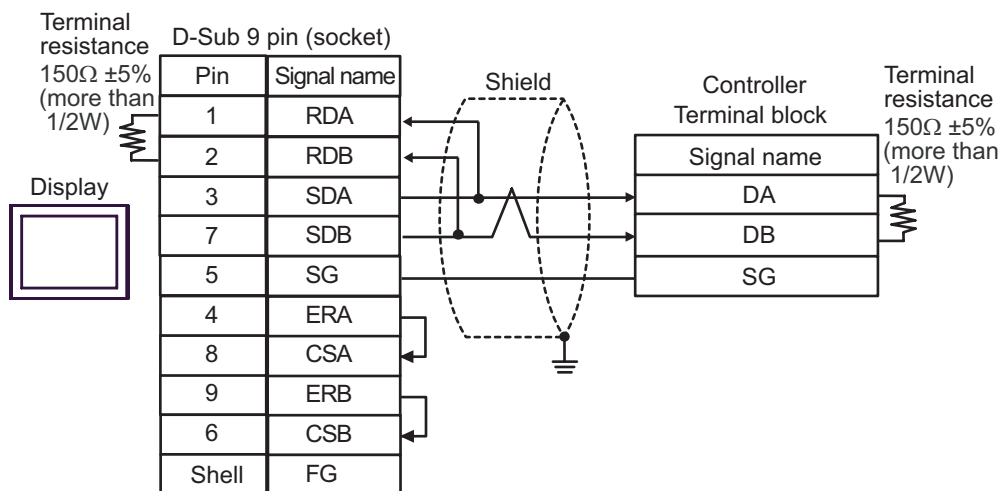 Terminal
resistance
150Ω ±5%
(more than
1/2W)
Display
D-Sub 9 pin (socket)
Pin Signal name
1 RDA
2 RDB
3 SDA
7 SDB
5 SG
4 ERA
8 CSA
9 ERB
6 CSB
Shell FG
Shield
Controller
Terminal block
Signal name
DA
DB
SG
Terminal
resistance
150Ω ±5%
(more than
1/2W)